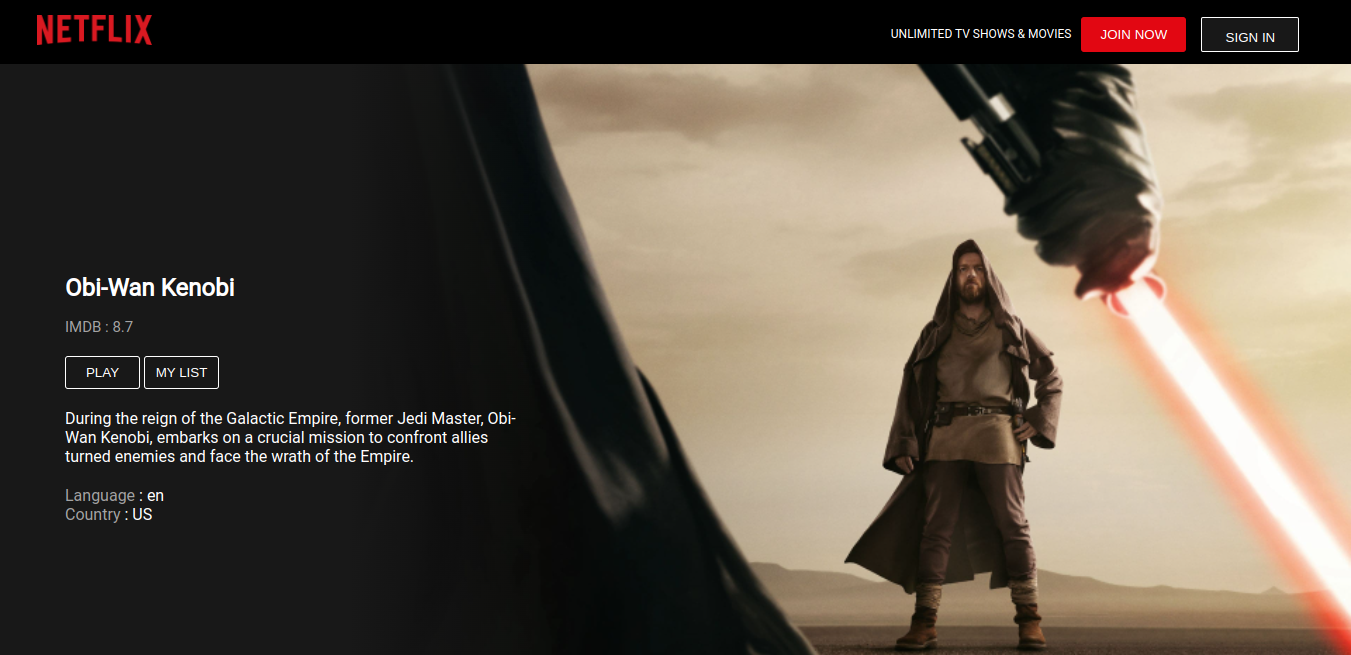 NETFLIX
UNLIMITED TV SHOWS & MOVIES
JOIN NOW
SIGN IN
Obi-Wan Kenobi
IMDB : 8.7
PLAY
MY LIST
During the reign of the Galactic Empire, former Jedi Master, Obi-
Wan Kenobi, embarks on a crucial mission to confront allies
turned enemies and face the wrath of the Empire.
Language : en
Country : US